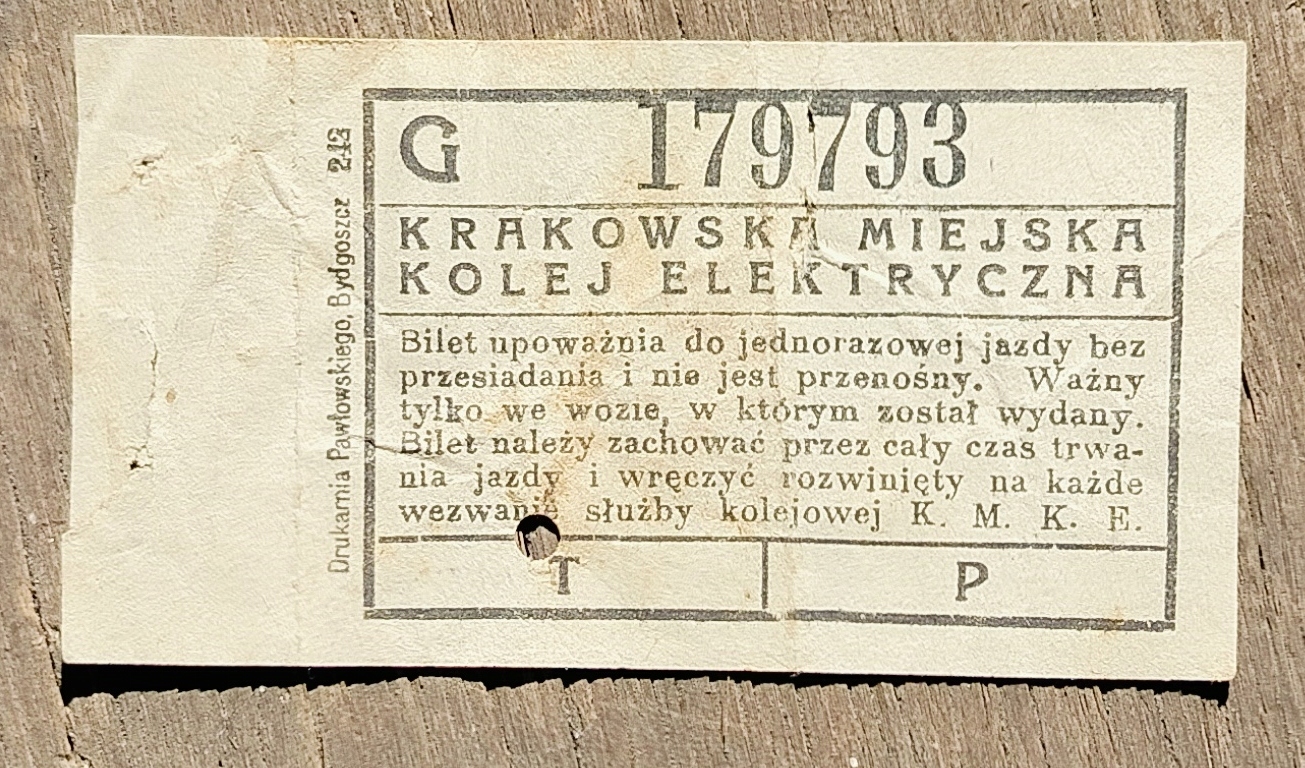 G 179793
KRAKOWSKA MIEJSKA
KOLEJ ELEKTRYCZNA
Bilet upoważnia do jednorazowej jazdy bez
przesiadania i nie jest przenośny. Ważny
tylko we wozie, w którym został wydany.
Bilet należy zachować przez cały czas trwa-
nia jazdy i wręczyć rozwinięty na każde
wezwanie służby kolejowej K. M. K. E.
T P
Drukarnia Pawłowskiego, Bydgoszcz